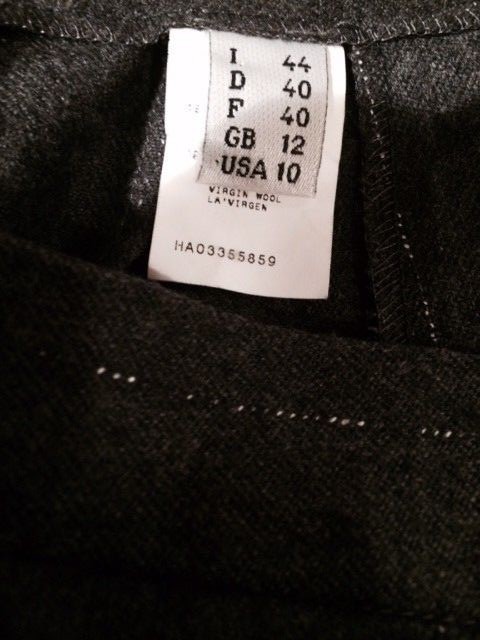 I 44
D 40
F 40
GB 12
USA 10
VIRGIN WOOL
LA'VIRGEN
HA03355859